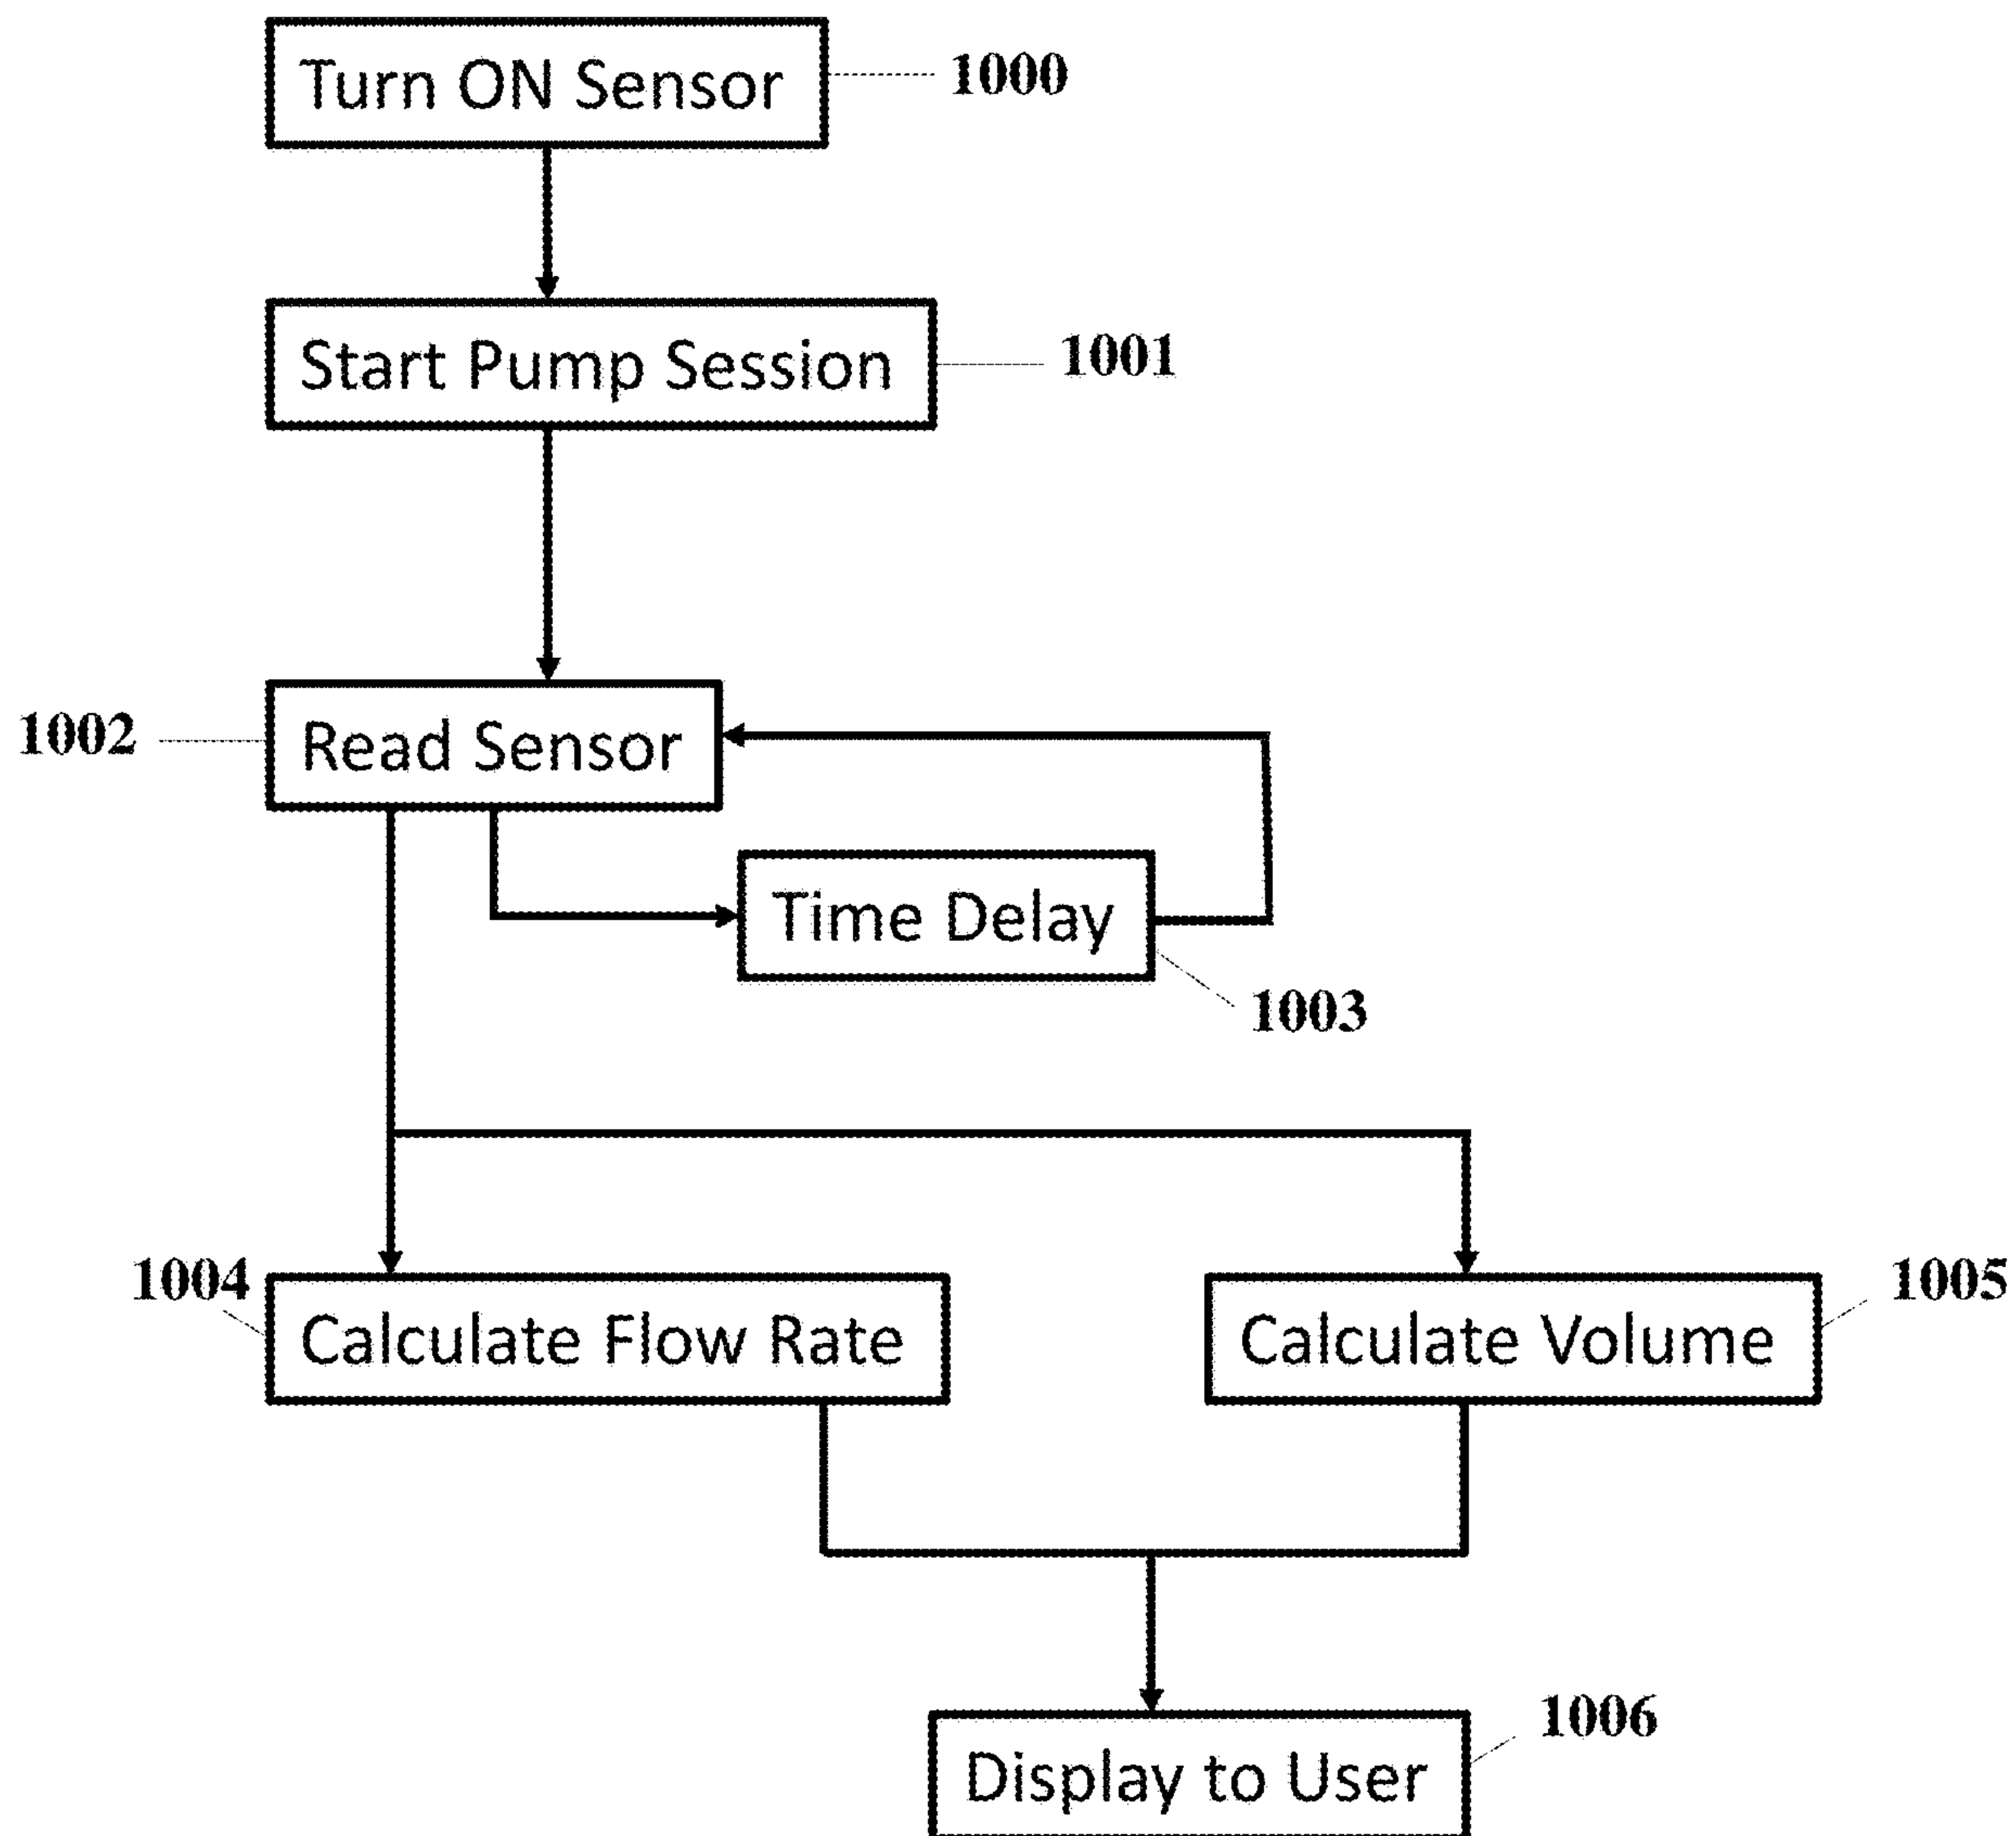 Turn ON Sensor
1000
Start Pump Session
1001
1002
Read Sensor
Time Delay
1003
1004
Calculate Flow Rate
Calculate Volume
1005
1006
Display to User